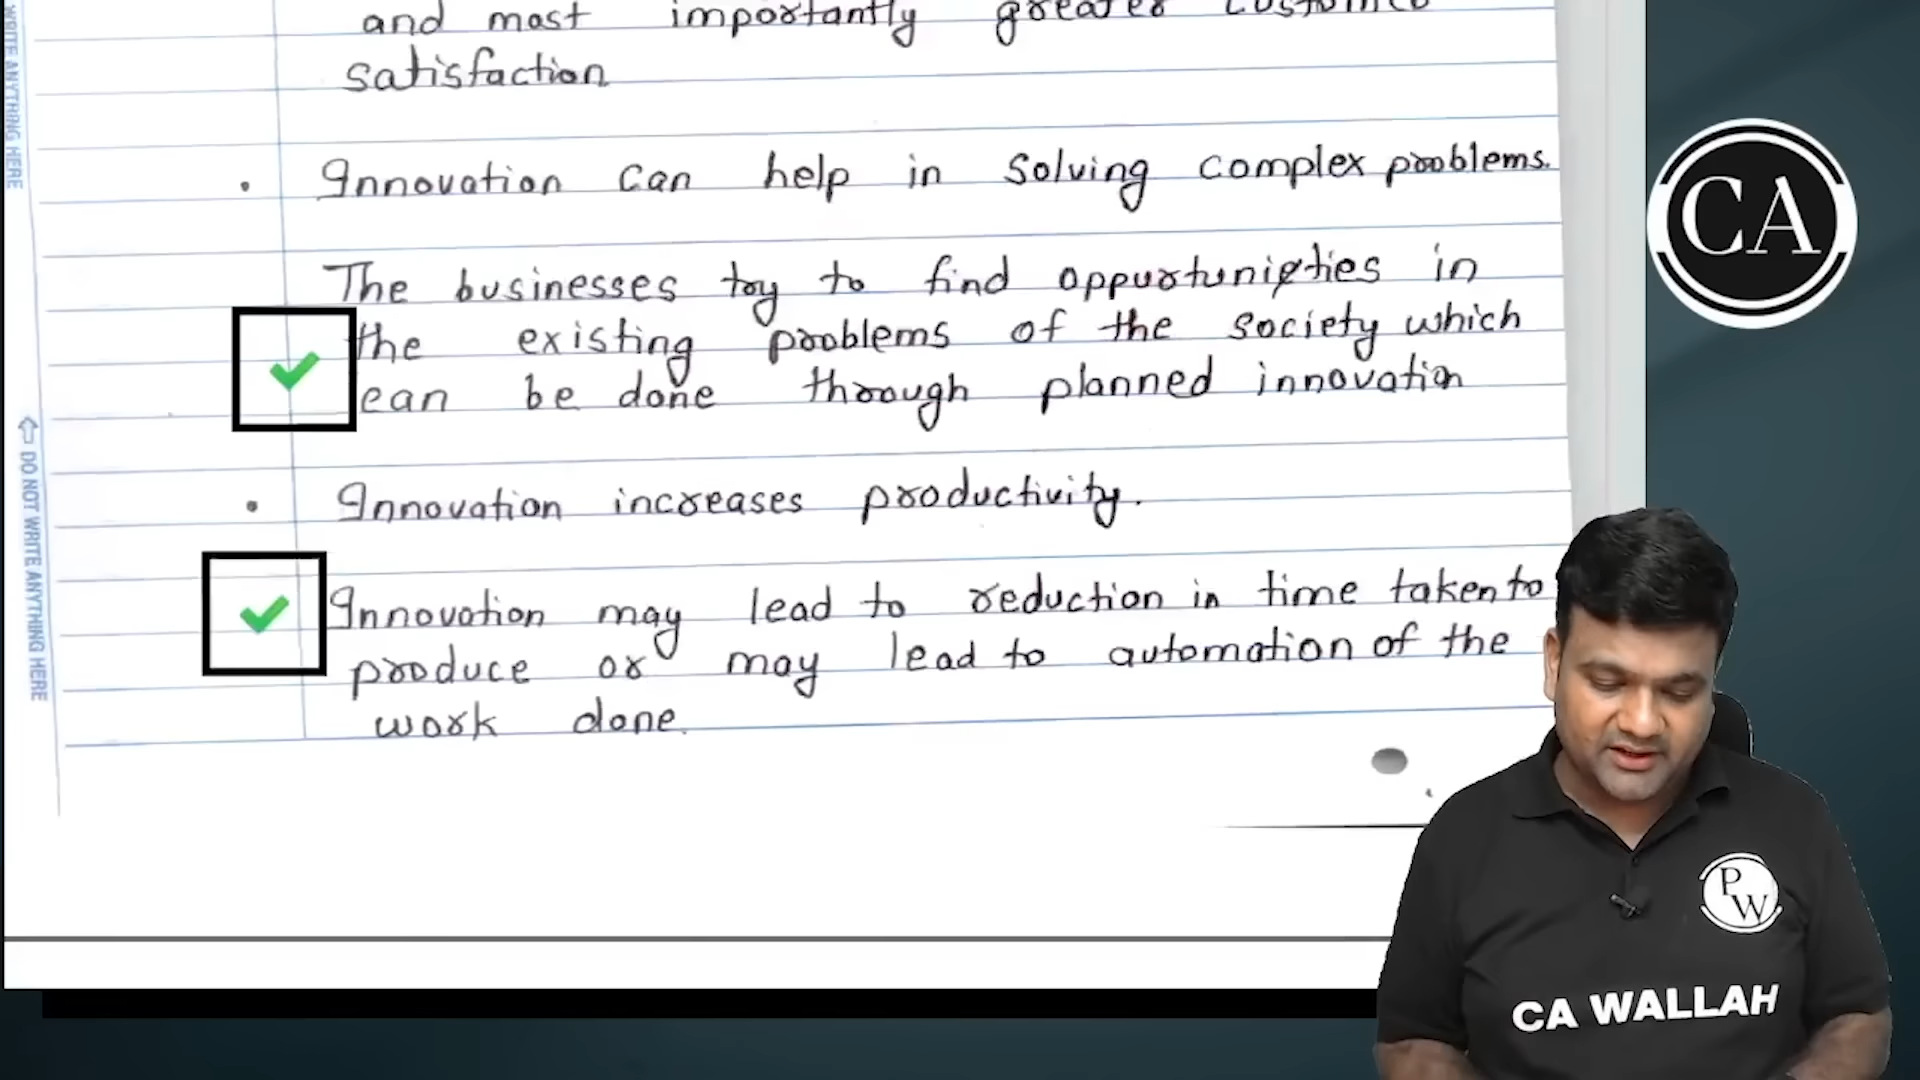 and most importantly greater customer
satisfaction
. Innovation can help in solving complex problems.
The businesses try to find oppurtunities in
the existing problems of the society which
can be done through planned innovation
. Innovation increases productivity.
Innovation may lead to reduction in time taken to
produce or may lead to automation of the
work done.
WRITE ANYTHING HERE
DO NOT WRITE ANYTHING HERE
CA
PW
CA WALLAH